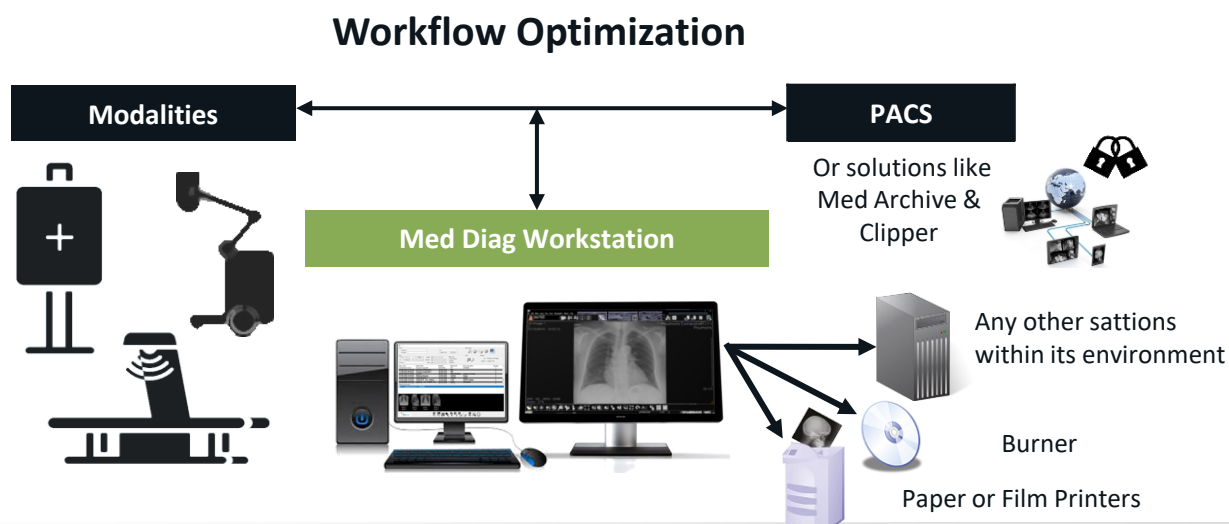 Workflow Optimization
Modalities
PACS
Or solutions like
Med Archive &
Clipper
Med Diag Workstation
Any other sattions
within its environment
Burner
Paper or Film Printers